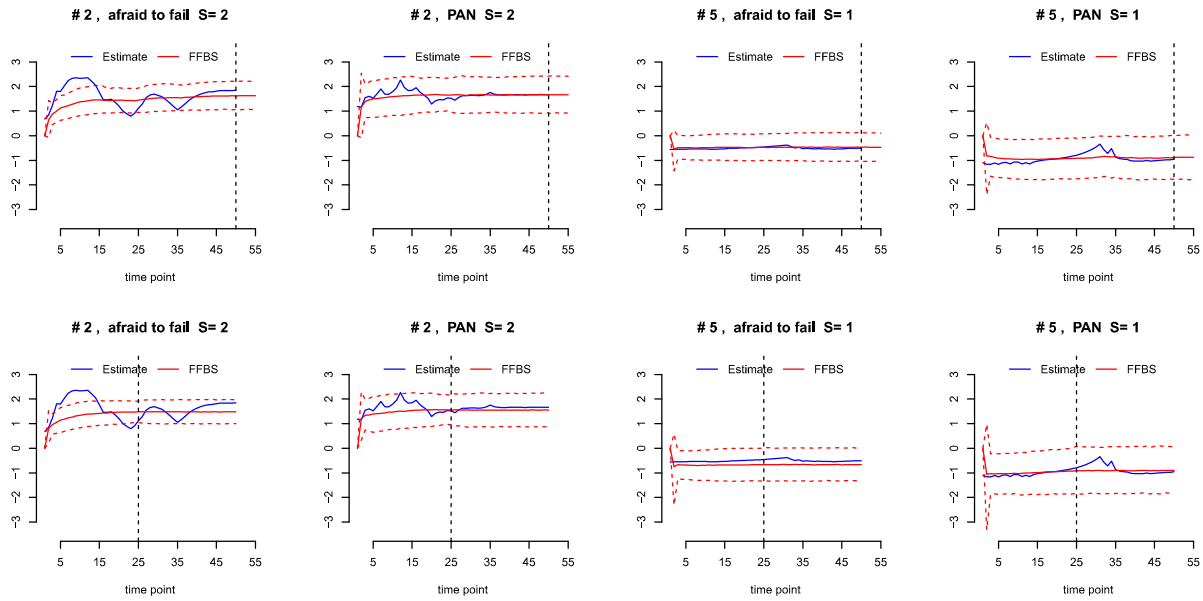 # 2 , afraid to fail S= 2
# 2 , PAN S= 2
# 5 , afraid to fail S= 1
# 5 , PAN S= 1
Estimate FFBS
Estimate FFBS
Estimate FFBS
Estimate FFBS
3 2 1 0 −1 −2 −3
3 2 1 0 −1 −2 −3
3 2 1 0 −1 −2 −3
3 2 1 0 −1 −2 −3
5 15 25 35 45 55
5 15 25 35 45 55
5 15 25 35 45 55
5 15 25 35 45 55
time point
time point
time point
time point
# 2 , afraid to fail S= 2
# 2 , PAN S= 2
# 5 , afraid to fail S= 1
# 5 , PAN S= 1
Estimate FFBS
Estimate FFBS
Estimate FFBS
Estimate FFBS
3 2 1 0 −1 −2 −3
3 2 1 0 −1 −2 −3
3 2 1 0 −1 −2 −3
3 2 1 0 −1 −2 −3
5 15 25 35 45 55
5 15 25 35 45 55
5 15 25 35 45 55
5 15 25 35 45 55
time point
time point
time point
time point